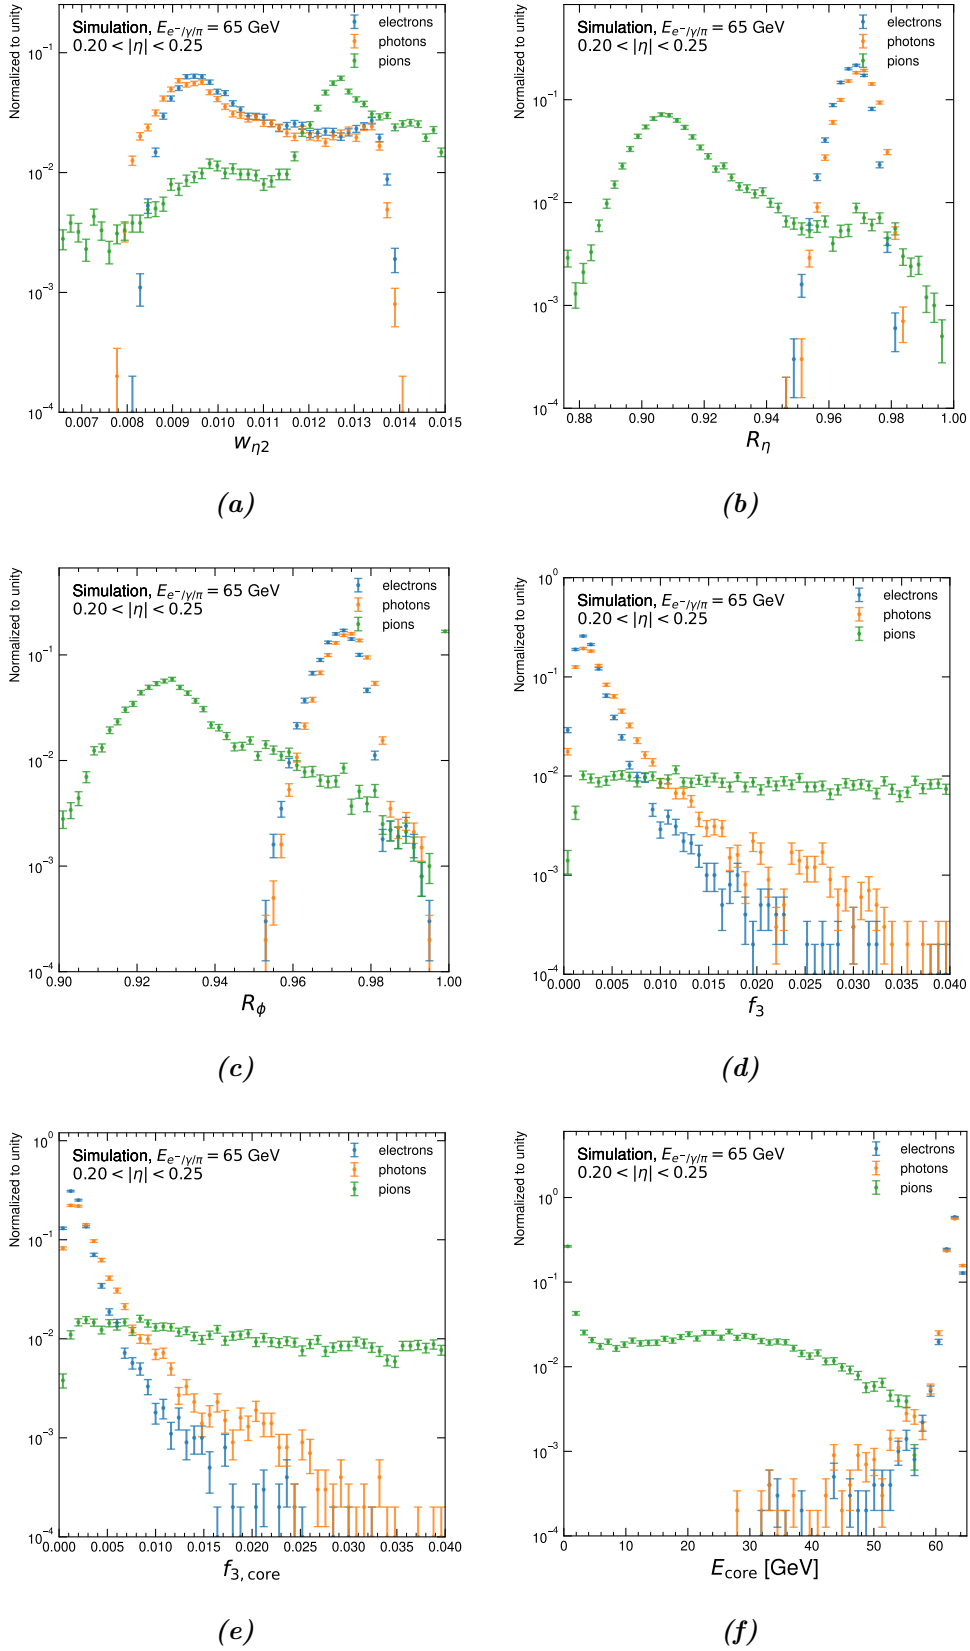 Simulation, E_{e⁻/γ/π} = 65 GeV
0.20 < |η| < 0.25
electrons
photons
pions
Normalized to unity
10⁻¹
10⁻²
10⁻³
10⁻⁴
0.007 0.008 0.009 0.010 0.011 0.012 0.013 0.014 0.015
w_{η2}
(a)
Simulation, E_{e⁻/γ/π} = 65 GeV
0.20 < |η| < 0.25
electrons
photons
pions
Normalized to unity
10⁻¹
10⁻²
10⁻³
10⁻⁴
0.88 0.90 0.92 0.94 0.96 0.98 1.00
R_η
(b)
Simulation, E_{e⁻/γ/π} = 65 GeV
0.20 < |η| < 0.25
electrons
photons
pions
Normalized to unity
10⁻¹
10⁻²
10⁻³
10⁻⁴
0.90 0.92 0.94 0.96 0.98 1.00
R_ϕ
(c)
Simulation, E_{e⁻/γ/π} = 65 GeV
0.20 < |η| < 0.25
electrons
photons
pions
Normalized to unity
10⁰
10⁻¹
10⁻²
10⁻³
10⁻⁴
0.000 0.005 0.010 0.015 0.020 0.025 0.030 0.035 0.040
f₃
(d)
Simulation, E_{e⁻/γ/π} = 65 GeV
0.20 < |η| < 0.25
electrons
photons
pions
Normalized to unity
10⁰
10⁻¹
10⁻²
10⁻³
10⁻⁴
0.000 0.005 0.010 0.015 0.020 0.025 0.030 0.035 0.040
f_{3, core}
(e)
Simulation, E_{e⁻/γ/π} = 65 GeV
0.20 < |η| < 0.25
electrons
photons
pions
Normalized to unity
10⁰
10⁻¹
10⁻²
10⁻³
10⁻⁴
0 10 20 30 40 50 60
E_{core} [GeV]
(f)